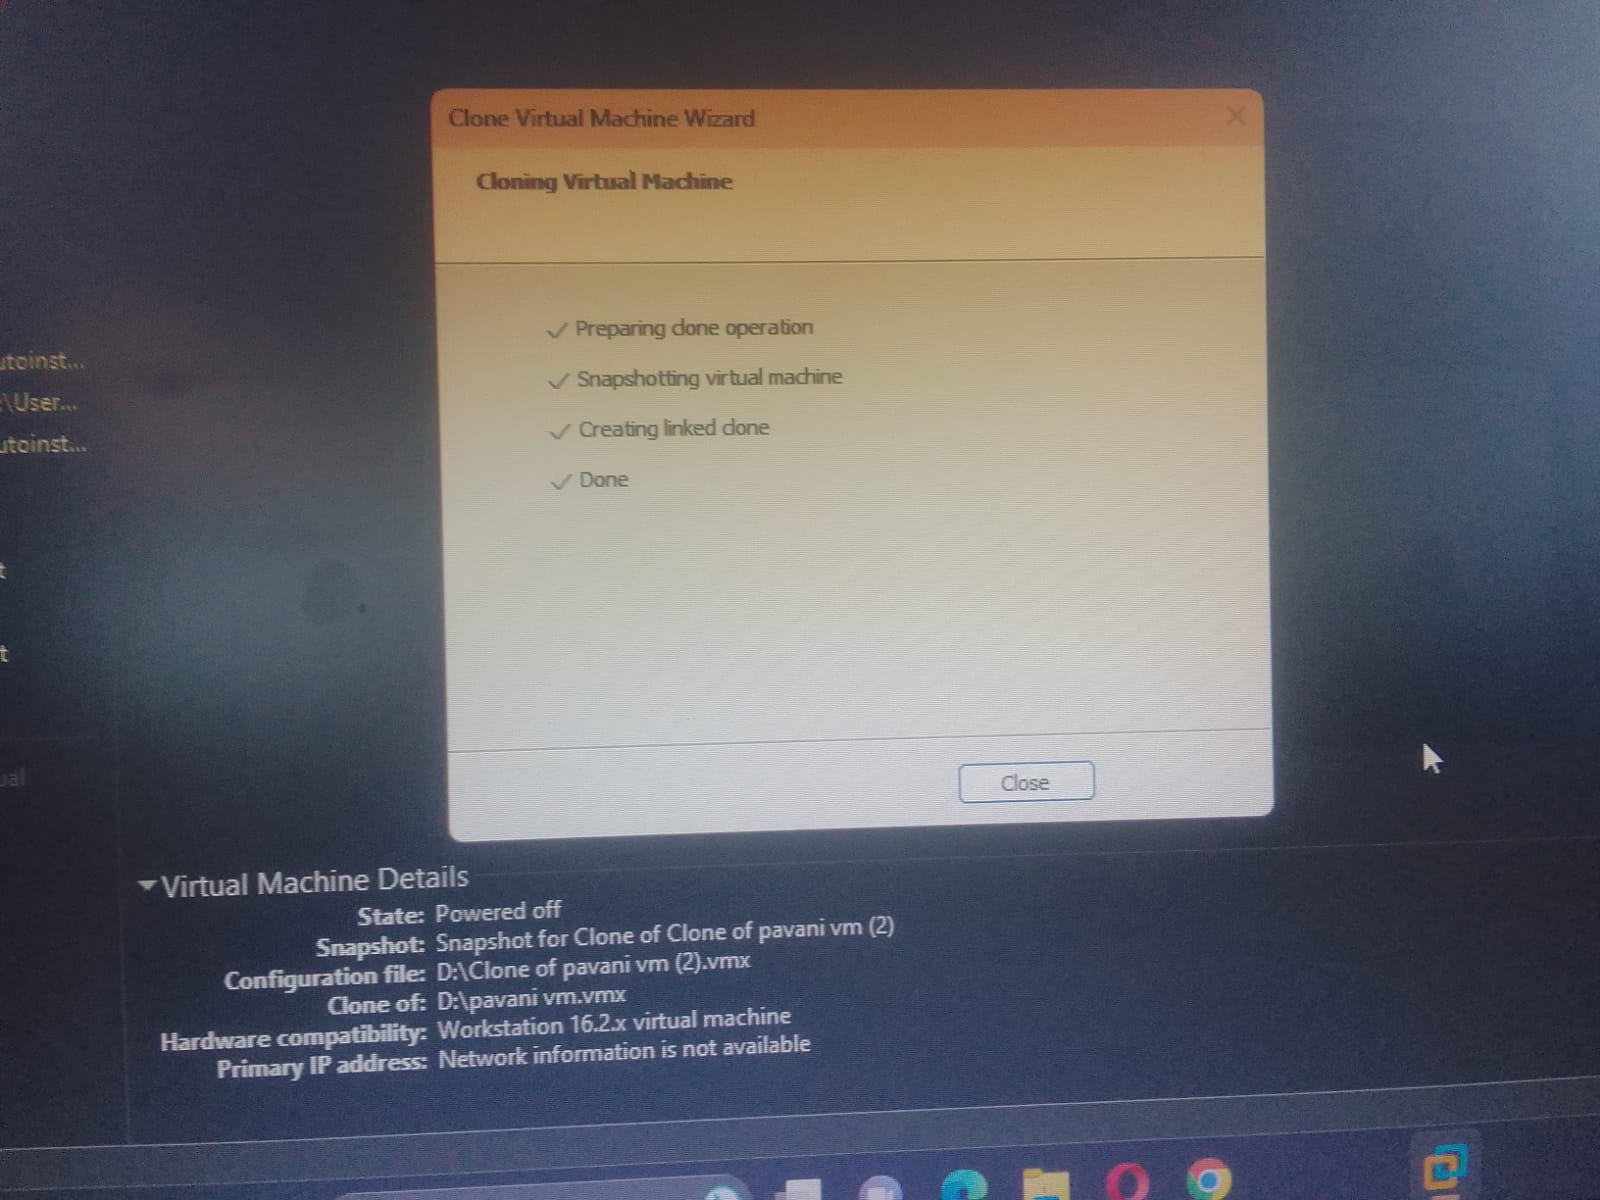 Clone Virtual Machine Wizard
Cloning Virtual Machine
Preparing clone operation
Snapshotting virtual machine
Creating linked clone
Done
utoinst...
:\User...
utoinst...
t
t
ual
Close
Virtual Machine Details
State: Powered off
Snapshot: Snapshot for Clone of Clone of pavani vm (2)
Configuration file: D:\Clone of pavani vm (2).vmx
Clone of: D:\pavani vm.vmx
Hardware compatibility: Workstation 16.2.x virtual machine
Primary IP address: Network information is not available